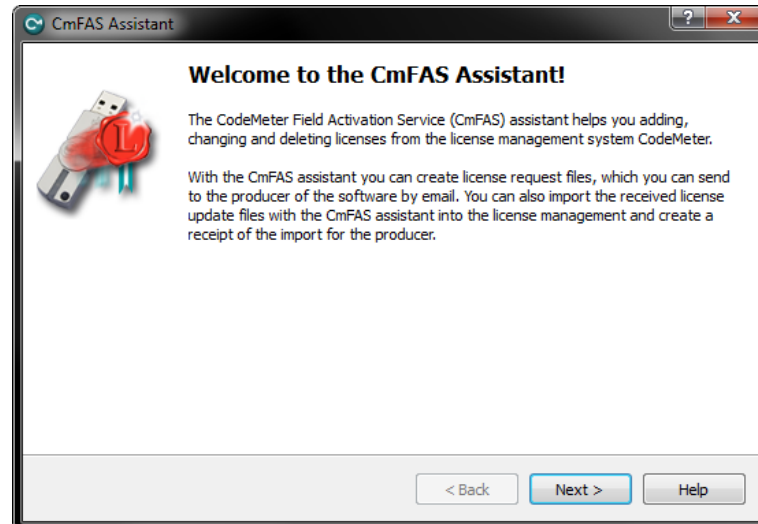 CmFAS Assistant
?
X
Welcome to the CmFAS Assistant!
The CodeMeter Field Activation Service (CmFAS) assistant helps you adding,
changing and deleting licenses from the license management system CodeMeter.
With the CmFAS assistant you can create license request files, which you can send
to the producer of the software by email. You can also import the received license
update files with the CmFAS assistant into the license management and create a
receipt of the import for the producer.
L
< Back
Next >
Help